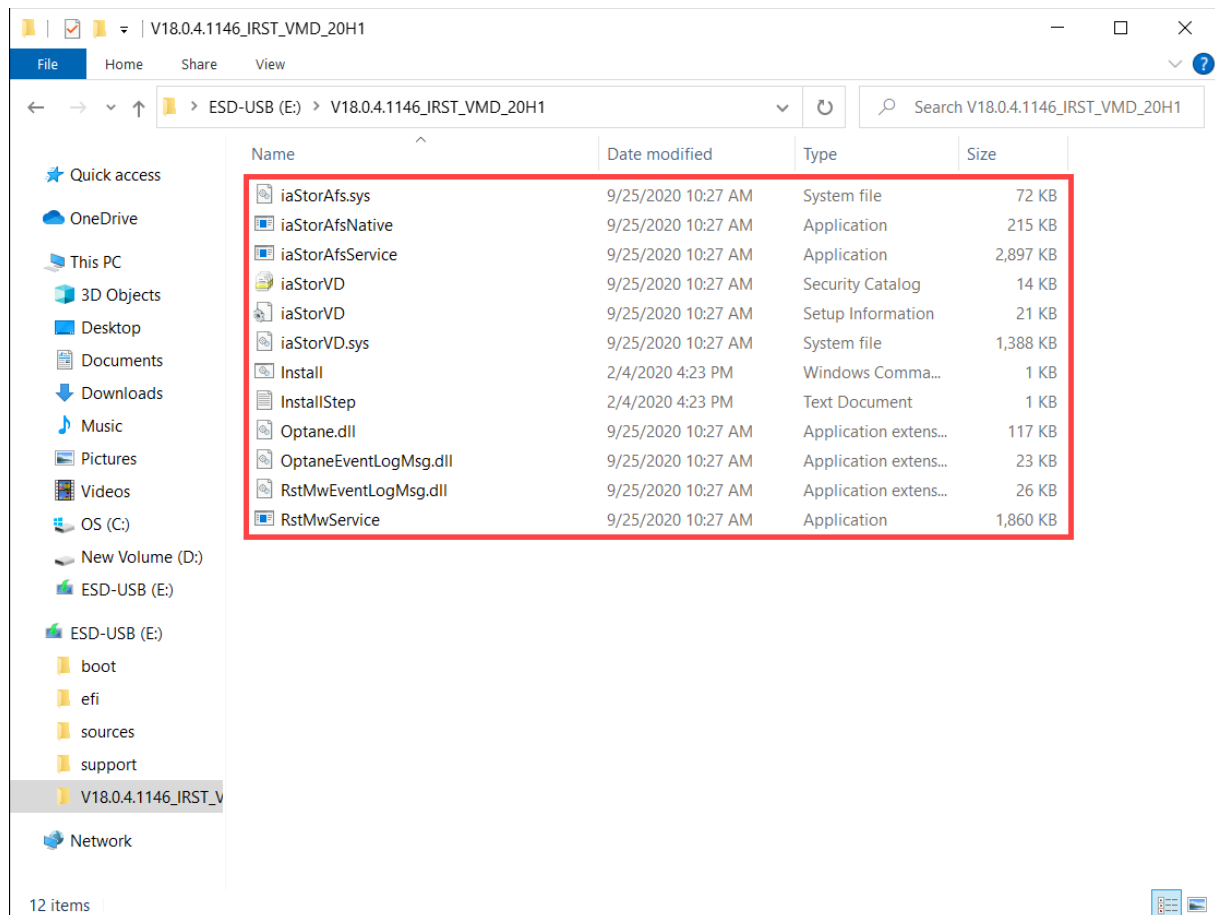 V18.0.4.1146_IRST_VMD_20H1
File Home Share View
ESD-USB (E:) > V18.0.4.1146_IRST_VMD_20H1
Search V18.0.4.1146_IRST_VMD_20H1
Name Date modified Type Size
Quick access
OneDrive
This PC
3D Objects
Desktop
Documents
Downloads
Music
Pictures
Videos
OS (C:)
New Volume (D:)
ESD-USB (E:)
ESD-USB (E:)
boot
efi
sources
support
V18.0.4.1146_IRST_V
Network
iaStorAfs.sys 9/25/2020 10:27 AM System file 72 KB
iaStorAfsNative 9/25/2020 10:27 AM Application 215 KB
iaStorAfsService 9/25/2020 10:27 AM Application 2,897 KB
iaStorVD 9/25/2020 10:27 AM Security Catalog 14 KB
iaStorVD 9/25/2020 10:27 AM Setup Information 21 KB
iaStorVD.sys 9/25/2020 10:27 AM System file 1,388 KB
Install 2/4/2020 4:23 PM Windows Comma... 1 KB
InstallStep 2/4/2020 4:23 PM Text Document 1 KB
Optane.dll 9/25/2020 10:27 AM Application extens... 117 KB
OptaneEventLogMsg.dll 9/25/2020 10:27 AM Application extens... 23 KB
RstMwEventLogMsg.dll 9/25/2020 10:27 AM Application extens... 26 KB
RstMwService 9/25/2020 10:27 AM Application 1,860 KB
12 items